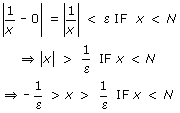 |1/x − 0| = |1/x| < ε IF x < N
⇒ |x| > 1/ε IF x < N
⇒ −1/ε > x > 1/ε IF x < N